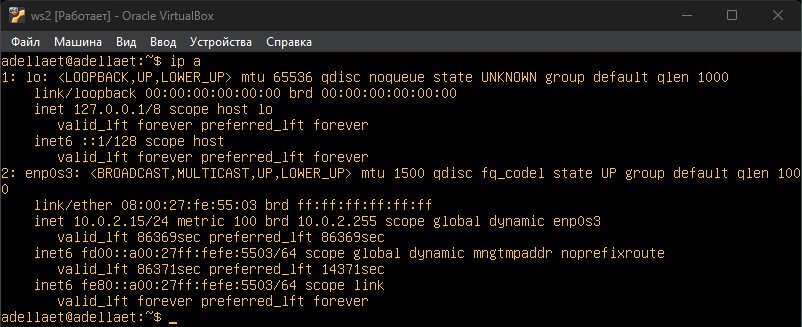 ws2 [Работает] - Oracle VirtualBox
Файл Машина Вид Ввод Устройства Справка
adellaet@adellaet:~$ ip a
1: lo: <LOOPBACK,UP,LOWER_UP> mtu 65536 qdisc noqueue state UNKNOWN group default qlen 1000
link/loopback 00:00:00:00:00:00 brd 00:00:00:00:00:00
inet 127.0.0.1/8 scope host lo
valid_lft forever preferred_lft forever
inet6 ::1/128 scope host
valid_lft forever preferred_lft forever
2: enp0s3: <BROADCAST,MULTICAST,UP,LOWER_UP> mtu 1500 qdisc fq_codel state UP group default qlen 100
0
link/ether 08:00:27:fe:55:03 brd ff:ff:ff:ff:ff:ff
inet 10.0.2.15/24 metric 100 brd 10.0.2.255 scope global dynamic enp0s3
valid_lft 86369sec preferred_lft 86369sec
inet6 fd00::a00:27ff:fefe:5503/64 scope global dynamic mngtmpaddr noprefixroute
valid_lft 86371sec preferred_lft 14371sec
inet6 fe80::a00:27ff:fefe:5503/64 scope link
valid_lft forever preferred_lft forever
adellaet@adellaet:~$ _